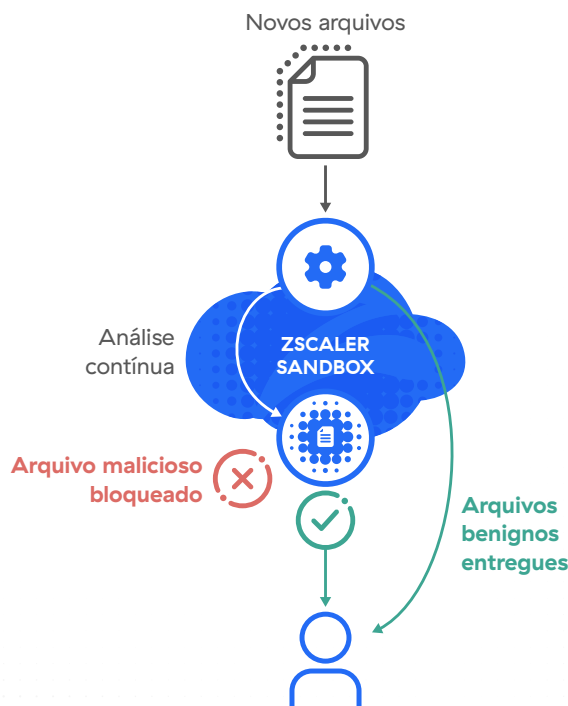 Novos arquivos
Análise
contínua
ZSCALER
SANDBOX
Arquivo malicioso
bloqueado
Arquivos
benignos
entregues